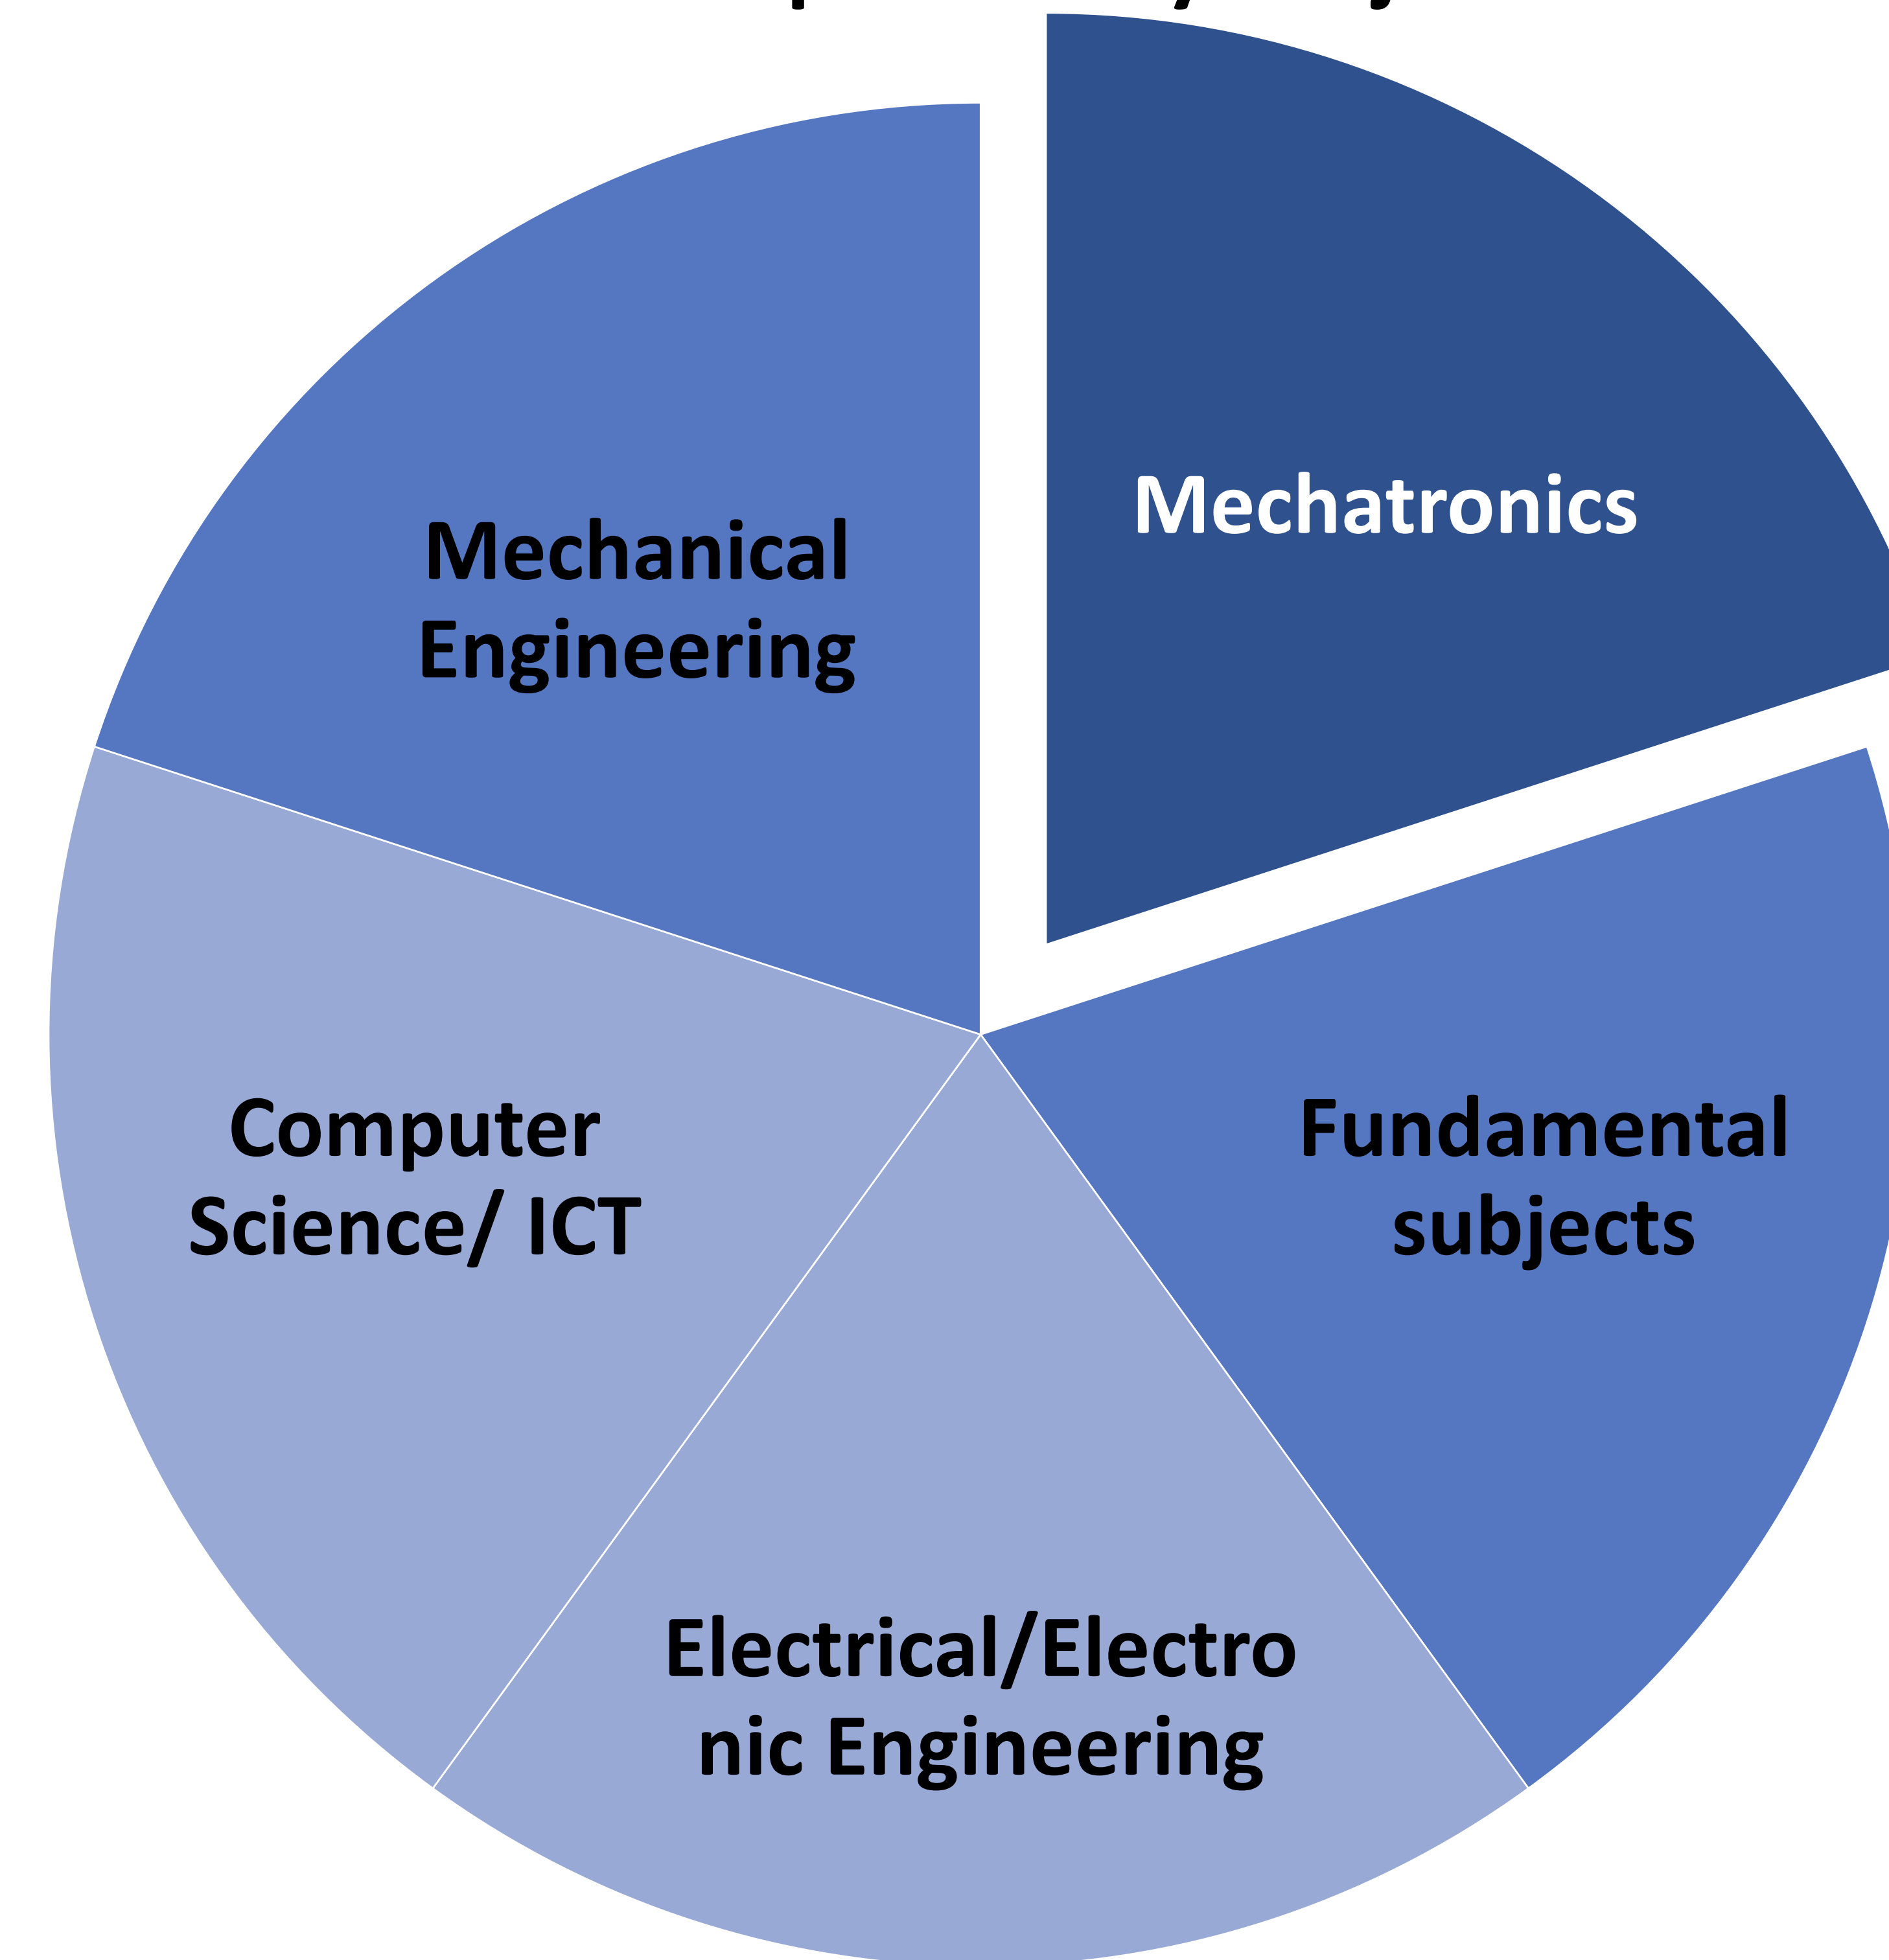 Mechatronics
Mechanical
Engineering
Fundamental
subjects
Computer
Science/ ICT
Electrical/Electro
nic Engineering